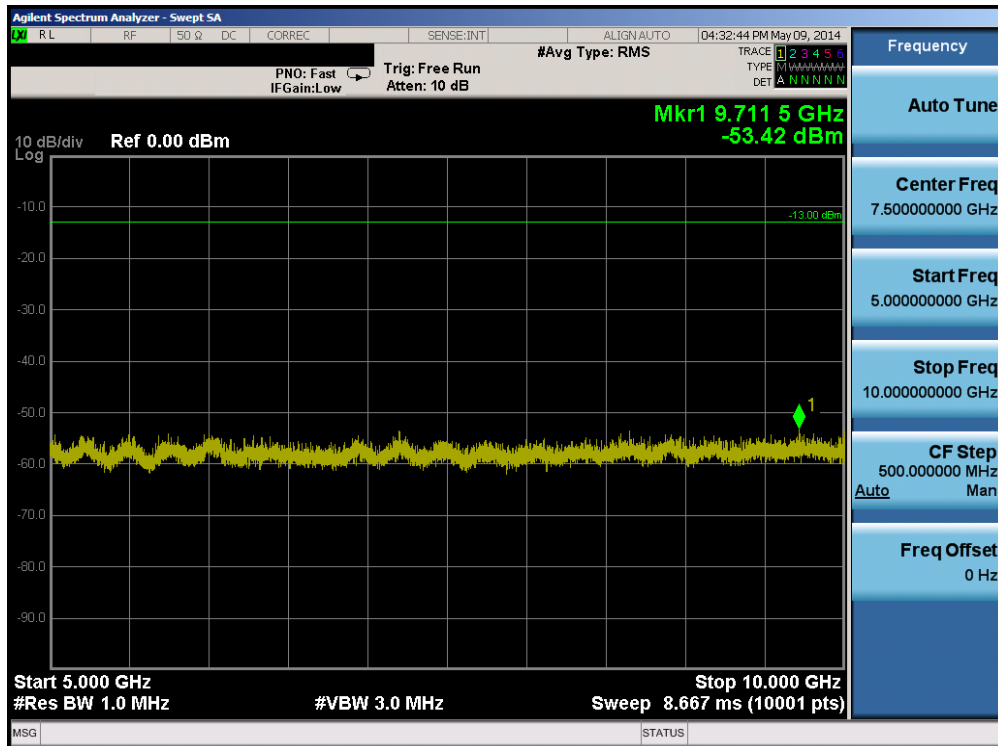 Agilent Spectrum Analyzer - Swept SA
LXI RL RF 50 Ω DC CORREC SENSE:INT ALIGN AUTO 04:32:44 PM May 09, 2014
#Avg Type: RMS
TRACE 1 2 3 4 5 6
TYPE M WWWWW
DET A N N N N N
PNO: Fast
IFGain:Low
Trig: Free Run
Atten: 10 dB
Mkr1 9.711 5 GHz
-53.42 dBm
10 dB/div
Log
Ref 0.00 dBm
-10.0
-13.00 dBm
-20.0
-30.0
-40.0
-50.0
1
-60.0
-70.0
-80.0
-90.0
Start 5.000 GHz
Stop 10.000 GHz
#Res BW 1.0 MHz
#VBW 3.0 MHz
Sweep 8.667 ms (10001 pts)
MSG
STATUS
Frequency
Auto Tune
Center Freq
7.500000000 GHz
Start Freq
5.000000000 GHz
Stop Freq
10.000000000 GHz
CF Step
500.000000 MHz
Auto Man
Freq Offset
0 Hz